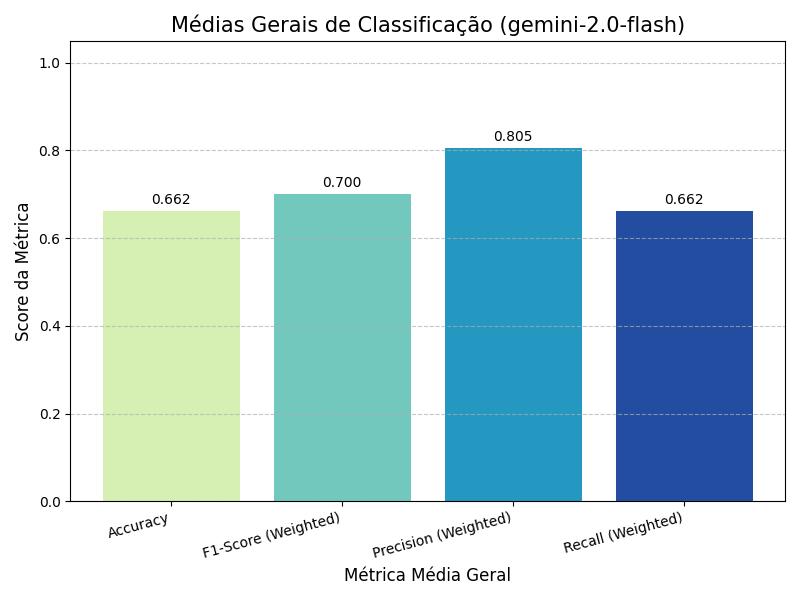 Médias Gerais de Classificação (gemini-2.0-flash)
Score da Métrica
1.0
0.8
0.6
0.4
0.2
0.0
0.662
0.700
0.805
0.662
Accuracy
F1-Score (Weighted)
Precision (Weighted)
Recall (Weighted)
Métrica Média Geral